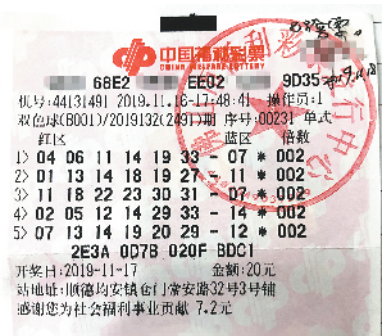 中国福利彩票
CHINA WELFARE LOTTERY
68E2 EE02 9D35
机号:44131491 2019-11-16-17:48:41 操作员:1
双色球(B001)/2019132(2491)期 序号:00231 单式
红区 蓝区 倍数
1> 04 06 11 14 19 33 - 07 * 002
2> 01 13 14 18 19 27 - 11 * 002
3> 11 18 22 23 30 31 - 07 * 002
4> 02 05 12 14 29 33 - 14 * 002
5> 07 13 14 19 20 29 - 12 * 002
2E3A 0D7B 020F BDC1
开奖日:2019-11-17 金额:20元
站地址:顺德均安镇仓门常安路32号3号铺
感谢您为社会福利事业贡献 7.2元